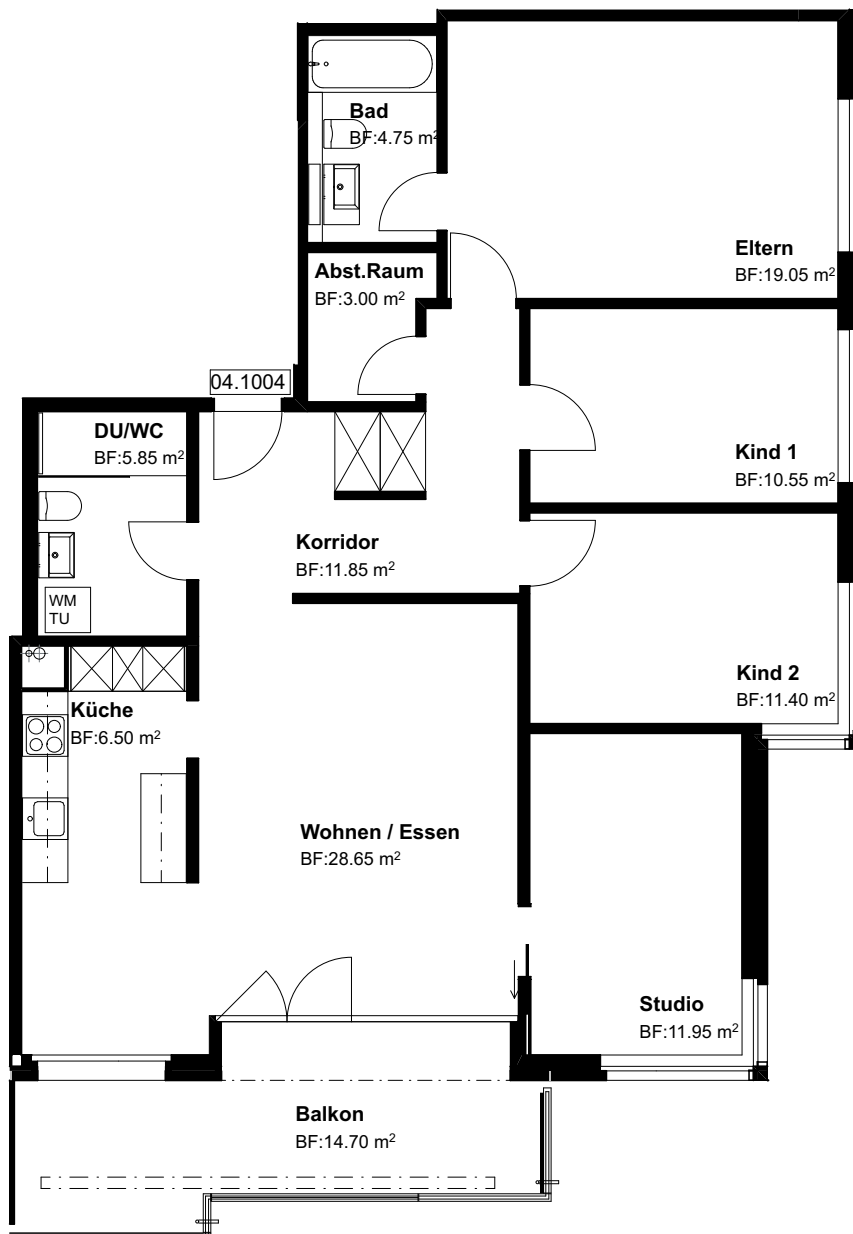 Bad
BF:4.75 m²
Eltern
BF:19.05 m²
Abst.Raum
BF:3.00 m²
04.1004
DU/WC
BF:5.85 m²
Kind 1
BF:10.55 m²
Korridor
BF:11.85 m²
WM
TU
Kind 2
BF:11.40 m²
Küche
BF:6.50 m²
Wohnen / Essen
BF:28.65 m²
Studio
BF:11.95 m²
Balkon
BF:14.70 m²